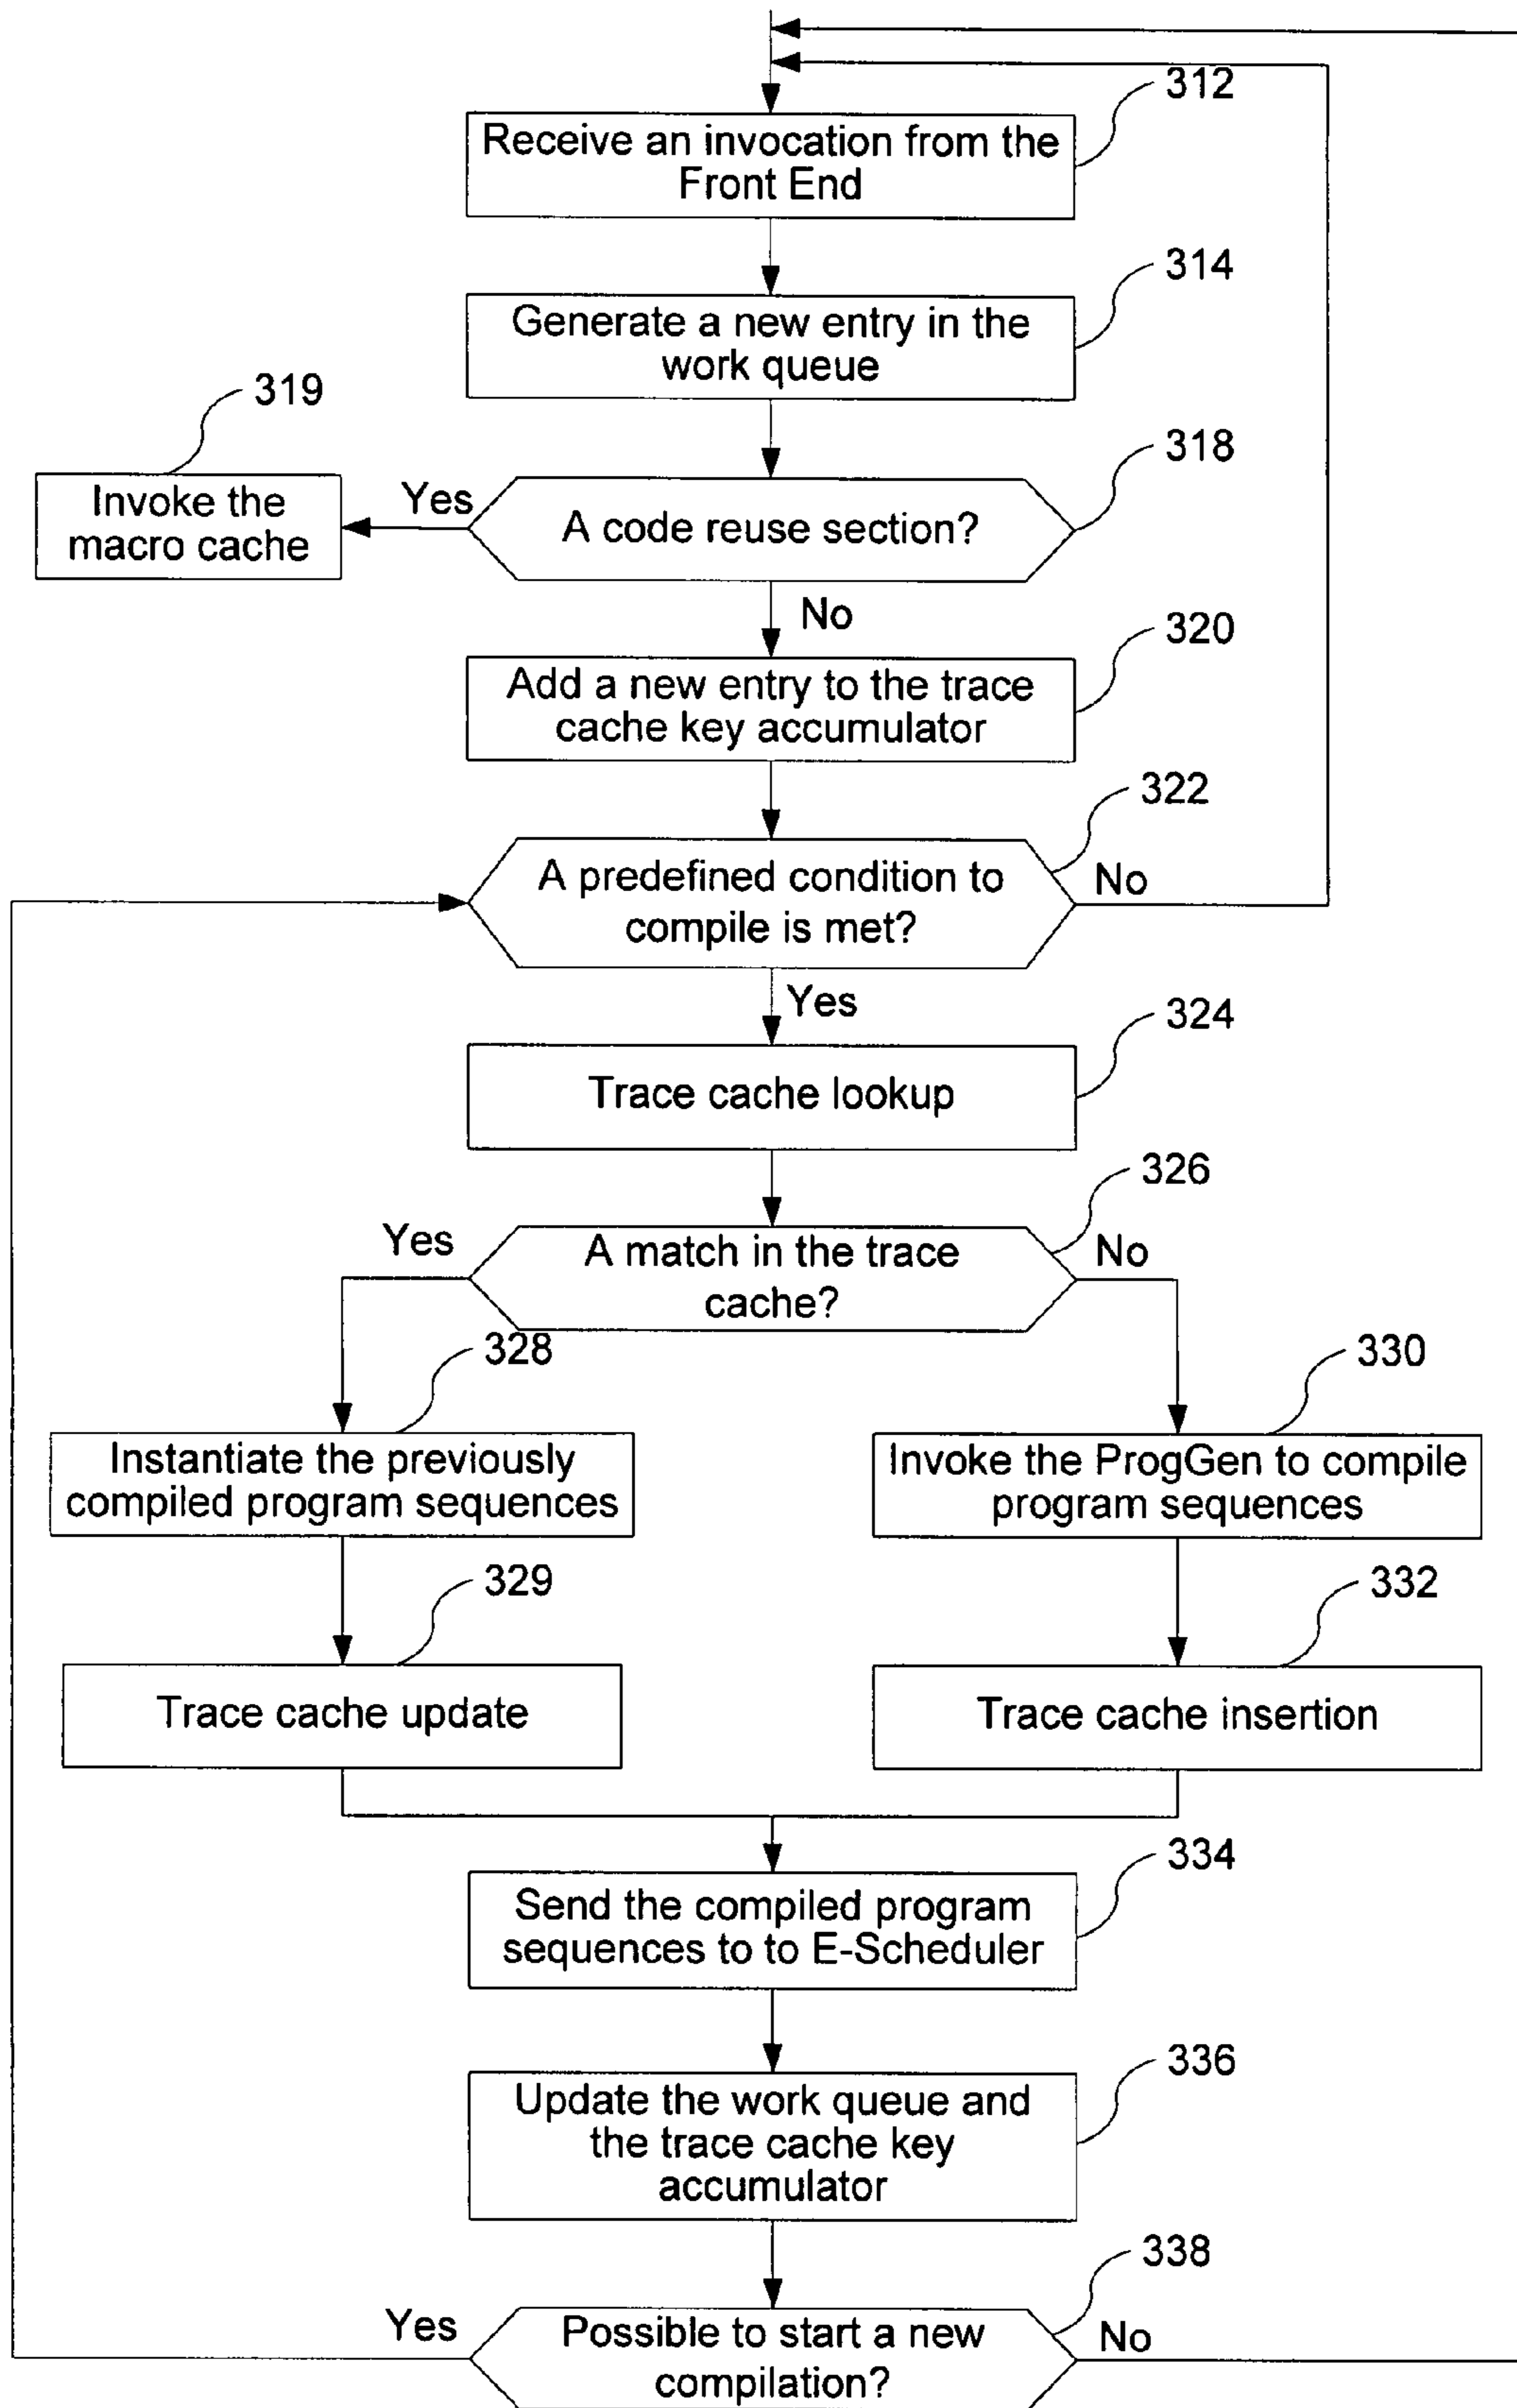 312
Receive an invocation from the
Front End
314
Generate a new entry in the
work queue
319
318
Invoke the
macro cache
Yes
A code reuse section?
No
320
Add a new entry to the trace
cache key accumulator
322
A predefined condition to
compile is met?
No
Yes
324
Trace cache lookup
326
Yes
A match in the trace
cache?
No
328
330
Instantiate the previously
compiled program sequences
Invoke the ProgGen to compile
program sequences
329
332
Trace cache update
Trace cache insertion
334
Send the compiled program
sequences to to E-Scheduler
336
Update the work queue and
the trace cache key
accumulator
338
Yes
Possible to start a new
compilation?
No